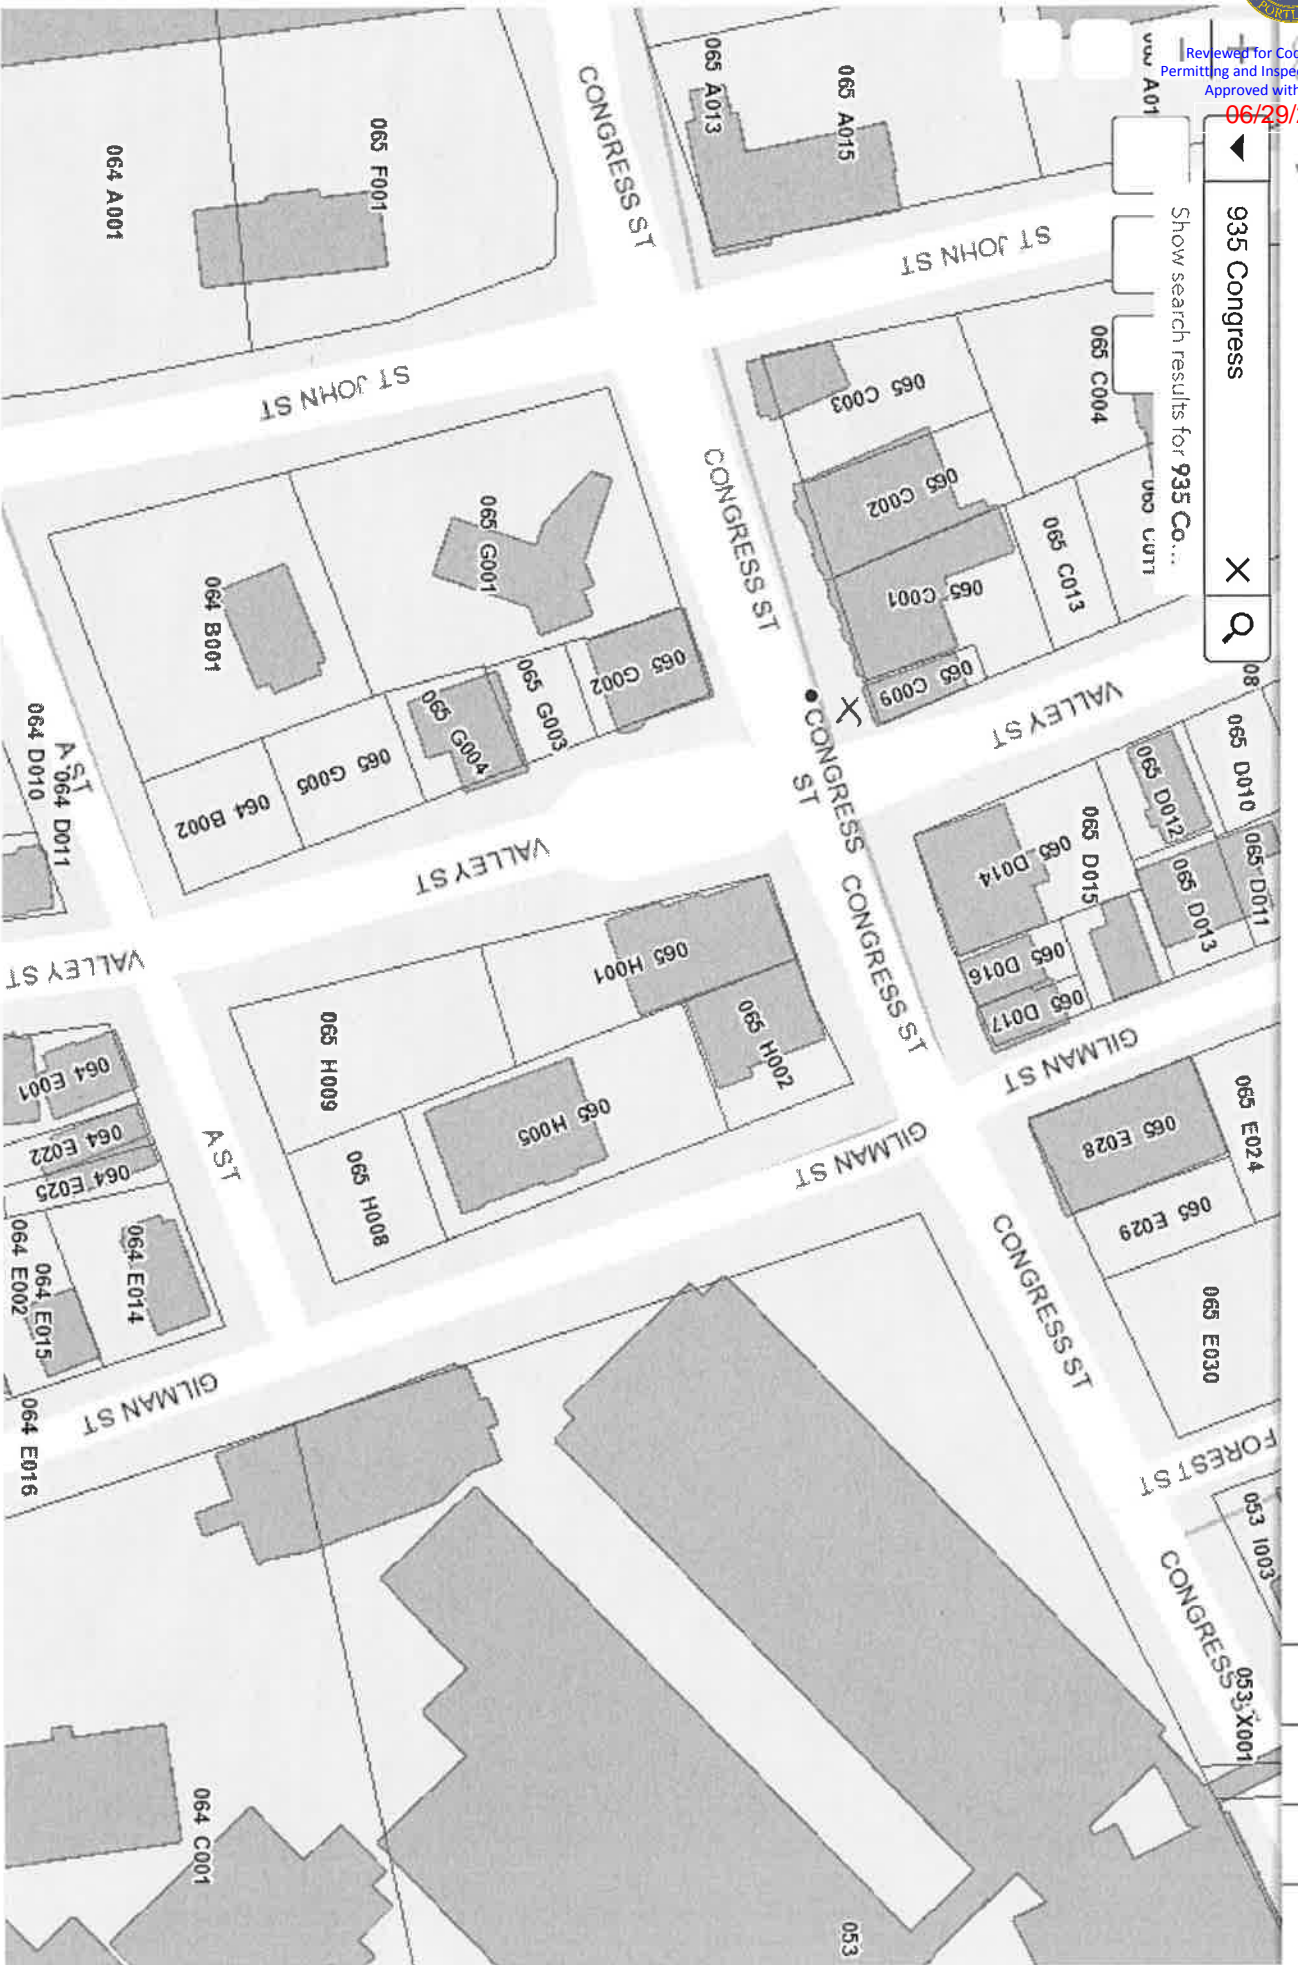 PORTL
Reviewed for Co
Permitting and Inspe
Approved with
06/29/
935 Congress
Show search results for 935 Co...
065 A013
065 A015
A01
CONGRESS ST
065 F001
064 A001
ST JOHN ST
065 C004
065 C003
ST JOHN ST
065 C002
065 C001
065 C013
CONGRESS ST
065 G001
064 B001
065 G002
065 G003
065 G004
065 G005
064 B002
065 C009
X
VALLEY ST
08
CONGRESS
ST
065 D010
065 D012
065 D011
065 D013
065 D015
065 D014
065 D016
065 D017
064 D010
064 D011
A ST
VALLEY ST
VALLEY ST
065 H001
065 H002
CONGRESS ST
GILMAN ST
065 H009
065 H005
065 H008
GILMAN ST
064 E001
064 E022
064 E025
A ST
064 E014
064 E002
064 E015
064 E016
065 E024
065 E028
065 E029
065 E030
CONGRESS ST
FOREST ST
GILMAN ST
053 I003
CONGRESS
053 X001
064 C001
053